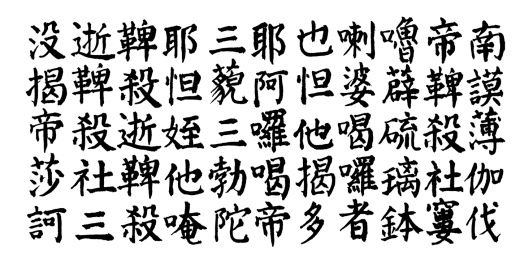 南謨薄伽伐
帝鞞殺社窶
嚕薜硫璃鉢
喇婆喝囉者
也怛他揭多
耶阿囉喝帝
三藐三勃陀
耶怛姪他唵
鞞殺逝鞞殺
逝鞞殺社三
没揭帝莎訶